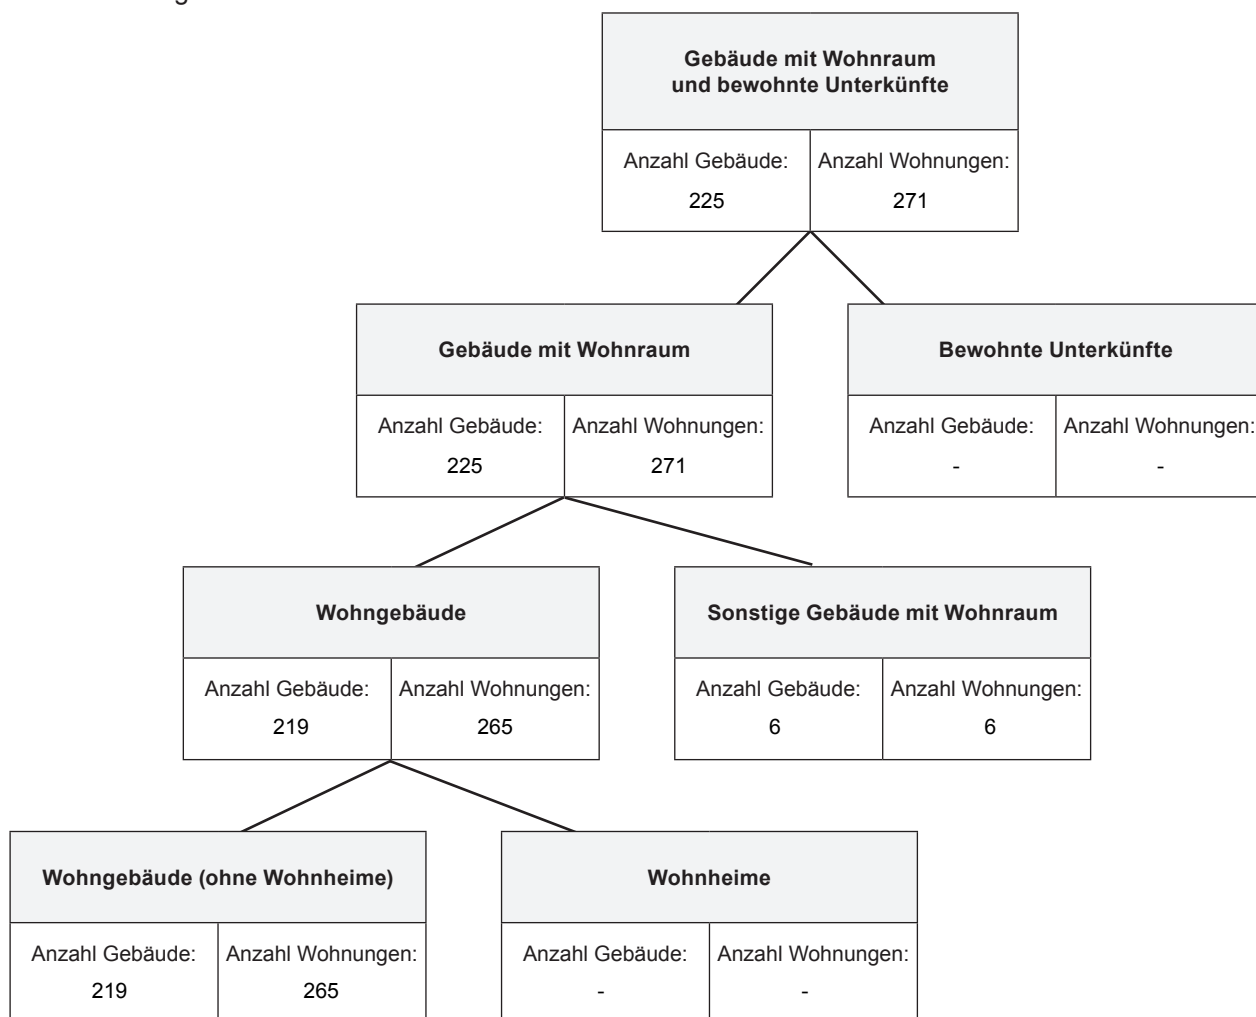 Gebäude mit Wohnraum
und bewohnte Unterkünfte
Anzahl Gebäude: Anzahl Wohnungen:
225 271
Gebäude mit Wohnraum Bewohnte Unterkünfte
Anzahl Gebäude: Anzahl Wohnungen: Anzahl Gebäude: Anzahl Wohnungen:
225 271 - -
Wohngebäude Sonstige Gebäude mit Wohnraum
Anzahl Gebäude: Anzahl Wohnungen: Anzahl Gebäude: Anzahl Wohnungen:
219 265 6 6
Wohngebäude (ohne Wohnheime) Wohnheime
Anzahl Gebäude: Anzahl Wohnungen: Anzahl Gebäude: Anzahl Wohnungen:
219 265 - -